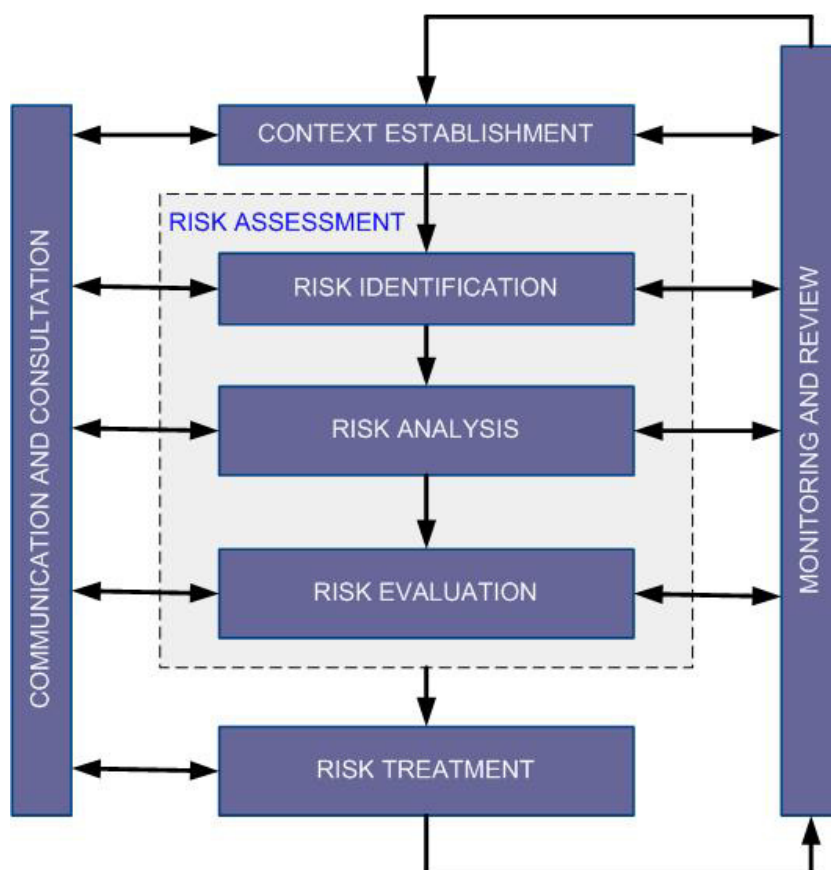 CONTEXT ESTABLISHMENT
RISK ASSESSMENT
RISK IDENTIFICATION
RISK ANALYSIS
RISK EVALUATION
RISK TREATMENT
COMMUNICATION AND CONSULTATION
MONITORING AND REVIEW